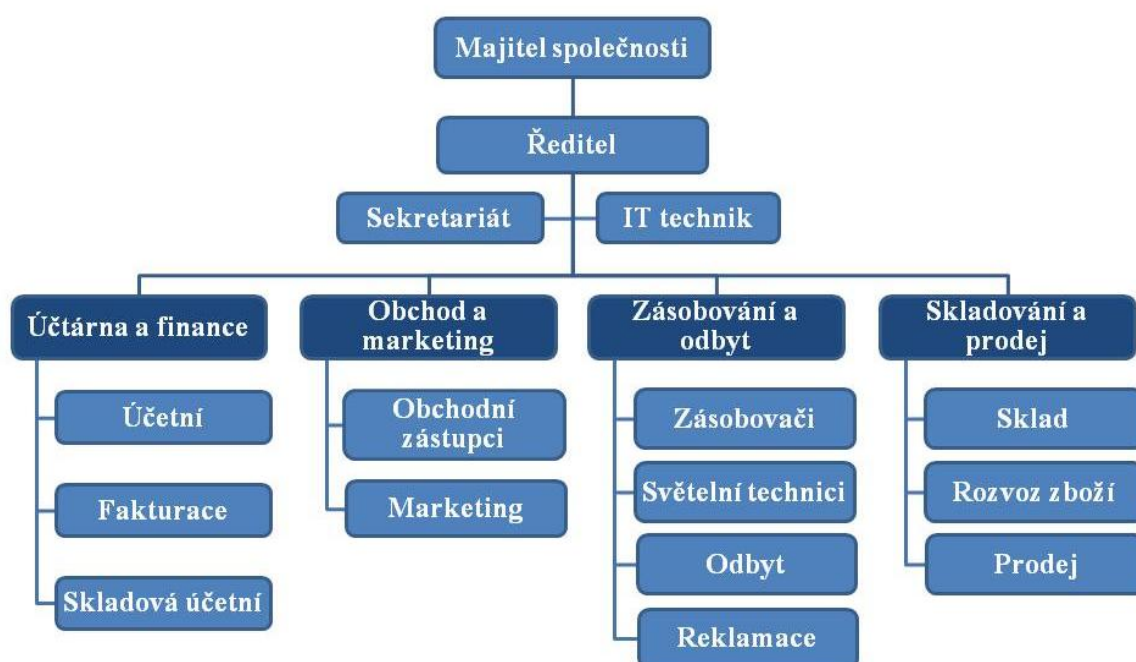 Majitel společnosti
Ředitel
Sekretariát
IT technik
Účtárna a finance
Účetní
Fakturace
Skladová účetní
Obchod a
marketing
Obchodní
zástupci
Marketing
Zásobování a
odbyt
Zásobovači
Světelní technici
Odbyt
Reklamace
Skladování a
prodej
Sklad
Rozvoz zboží
Prodej